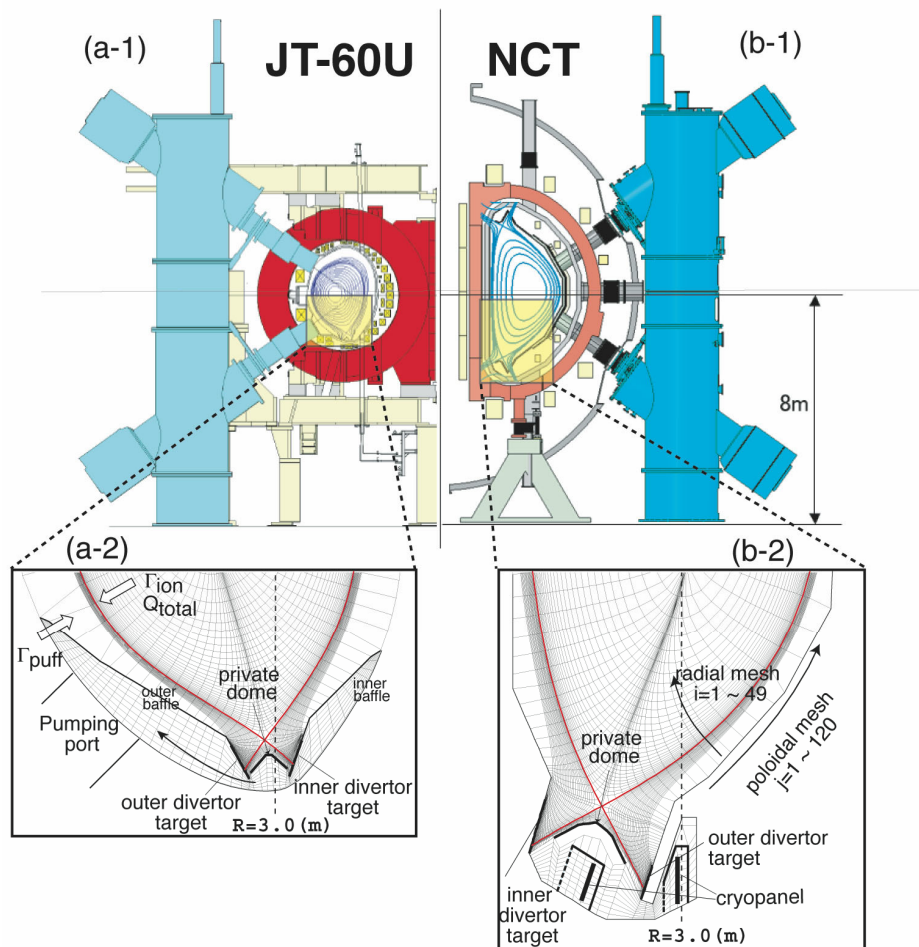 (a-1)
JT-60U
NCT
(b-1)
8m
(a-2)
Γion
Qtotal
Γpuff
private
dome
outer
baffle
inner
baffle
Pumping
port
outer divertor
target
inner divertor
target
R=3.0(m)
(b-2)
radial mesh
i=1 ~ 49
poloidal mesh
j=1 ~ 120
private
dome
outer divertor
target
cryopanel
inner
divertor
target
R=3.0(m)